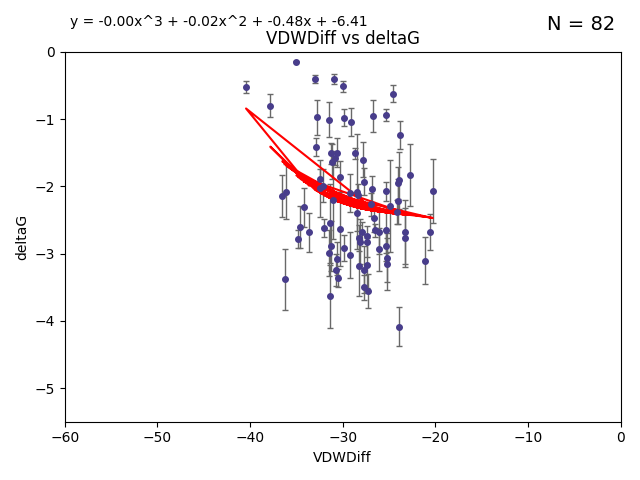 y = -0.00x^3 + -0.02x^2 + -0.48x + -6.41
N = 82
VDWDiff vs deltaG
0
−1
−2
−3
−4
−5
deltaG
−60 −50 −40 −30 −20 −10 0
VDWDiff